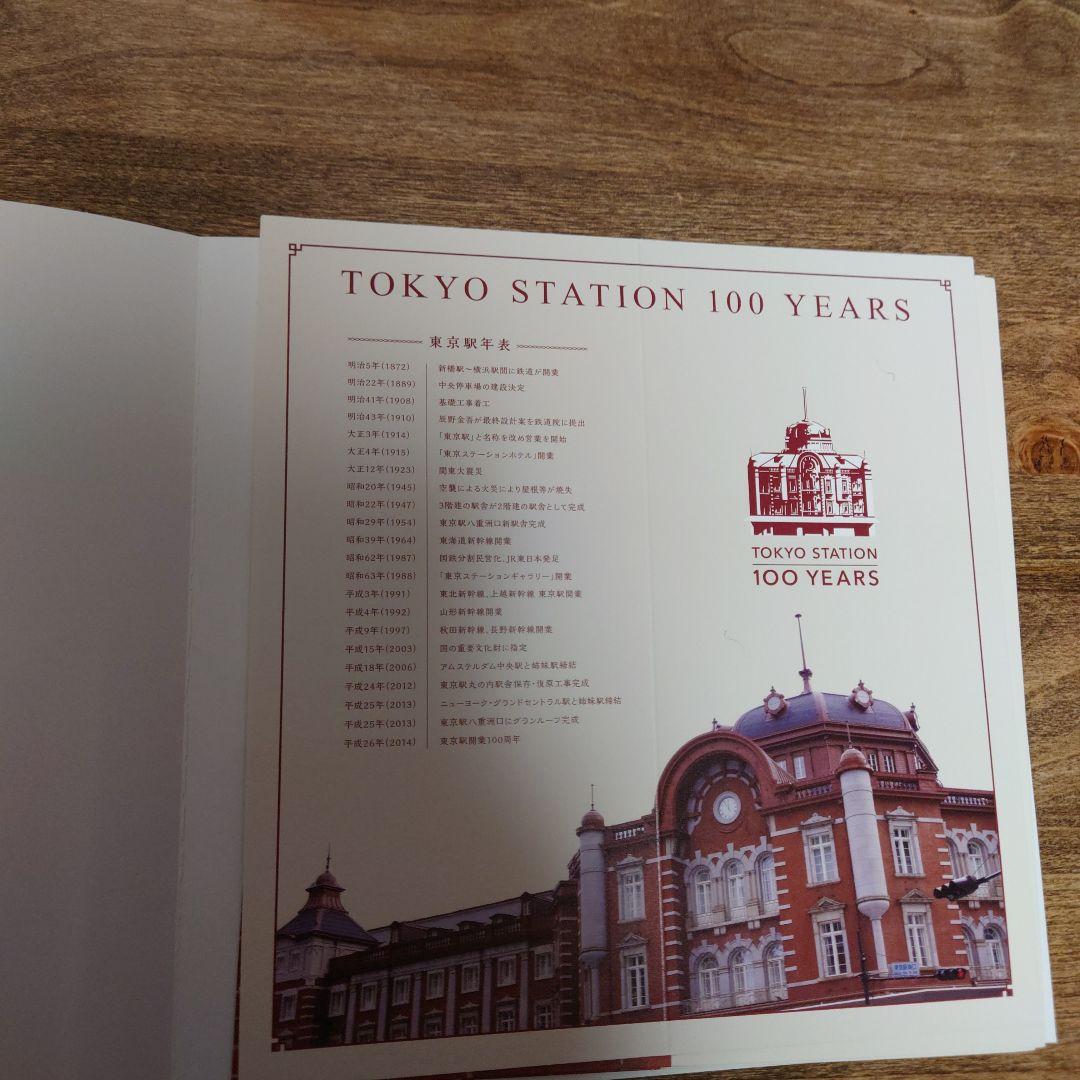 TOKYO STATION 100 YEARS
東京駅年表
明治5年(1872) 新橋駅～横浜駅間に鉄道が開業
明治22年(1889) 中央停車場の建設決定
明治41年(1908) 基礎工事着工
明治43年(1910) 辰野金吾が最終設計案を鉄道院に提出
大正3年(1914) 「東京駅」と名称を改め営業を開始
大正4年(1915) 「東京ステーションホテル」開業
大正12年(1923) 関東大震災
昭和20年(1945) 空襲による火災により屋根等が焼失
昭和22年(1947) 3階建の駅舎が2階建の駅舎として完成
昭和29年(1954) 東京駅八重洲口新駅舎完成
昭和39年(1964) 東海道新幹線開業
昭和62年(1987) 国鉄分割民営化、JR東日本発足
昭和63年(1988) 「東京ステーションギャラリー」開業
平成3年(1991) 東北新幹線、上越新幹線 東京駅開業
平成4年(1992) 山形新幹線開業
平成9年(1997) 秋田新幹線、長野新幹線開業
平成15年(2003) 国の重要文化財に指定
平成18年(2006) アムステルダム中央駅と姉妹駅締結
平成24年(2012) 東京駅丸の内駅舎保存・復原工事完成
平成25年(2013) ニューヨーク・グランドセントラル駅と姉妹駅締結
平成25年(2013) 東京駅八重洲口にグランルーフ完成
平成26年(2014) 東京駅開業100周年
TOKYO STATION
100 YEARS